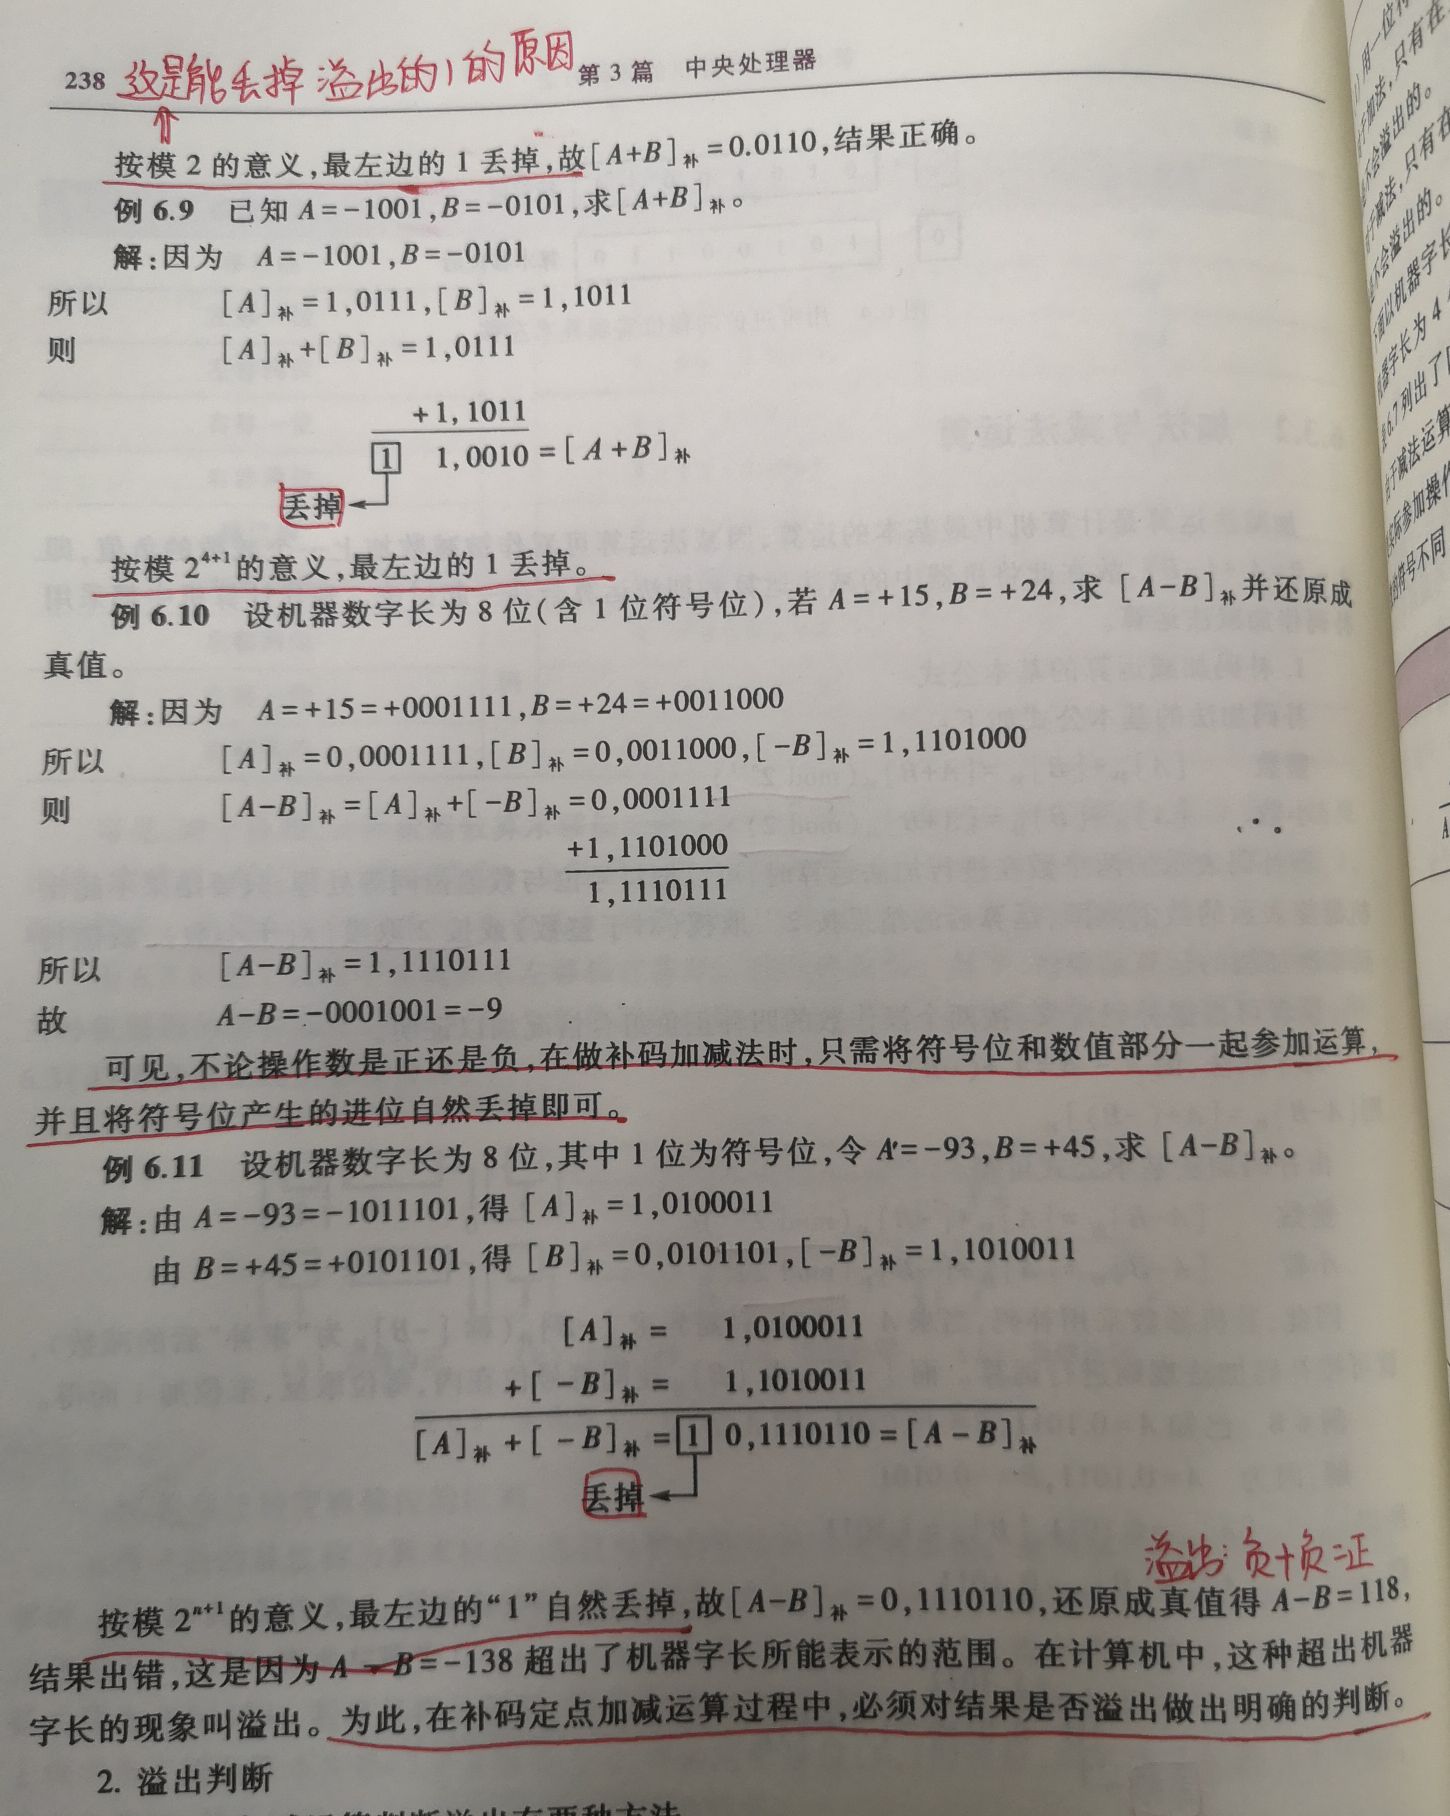 238 这是能丢掉溢出的1的原因 第3篇 中央处理器
按模 2 的意义,最左边的 1 丢掉,故[A+B]补=0.0110,结果正确。
例 6.9 已知 A=-1001,B=-0101,求[A+B]补。
解:因为 A=-1001,B=-0101
所以 [A]补=1,0111,[B]补=1,1011
则 [A]补+[B]补=1,0111
+1,1011
1 1,0010=[A+B]补
丢掉
按模 2⁴⁺¹的意义,最左边的 1 丢掉。
例 6.10 设机器数字长为 8 位(含 1 位符号位),若 A=+15,B=+24,求 [A-B]补并还原成
真值。
解:因为 A=+15=+0001111,B=+24=+0011000
所以 [A]补=0,0001111,[B]补=0,0011000,[-B]补=1,1101000
则 [A-B]补=[A]补+[-B]补=0,0001111
+1,1101000
1,1110111
所以 [A-B]补=1,1110111
故 A-B=-0001001=-9
可见,不论操作数是正还是负,在做补码加减法时,只需将符号位和数值部分一起参加运算,
并且将符号位产生的进位自然丢掉即可。
例 6.11 设机器数字长为 8 位,其中 1 位为符号位,令 A=-93,B=+45,求 [A-B]补。
解:由 A=-93=-1011101,得 [A]补=1,0100011
由 B=+45=+0101101,得 [B]补=0,0101101,[-B]补=1,1010011
[A]补= 1,0100011
+[-B]补= 1,1010011
[A]补+[-B]补=1 0,1110110=[A-B]补
丢掉
溢出:负+负=正
按模 2ⁿ⁺¹的意义,最左边的“1”自然丢掉,故[A-B]补=0,1110110,还原成真值得 A-B=118,
结果出错,这是因为 A-B=-138 超出了机器字长所能表示的范围。在计算机中,这种超出机器
字长的现象叫溢出。为此,在补码定点加减运算过程中,必须对结果是否溢出做出明确的判断。
2. 溢出判断